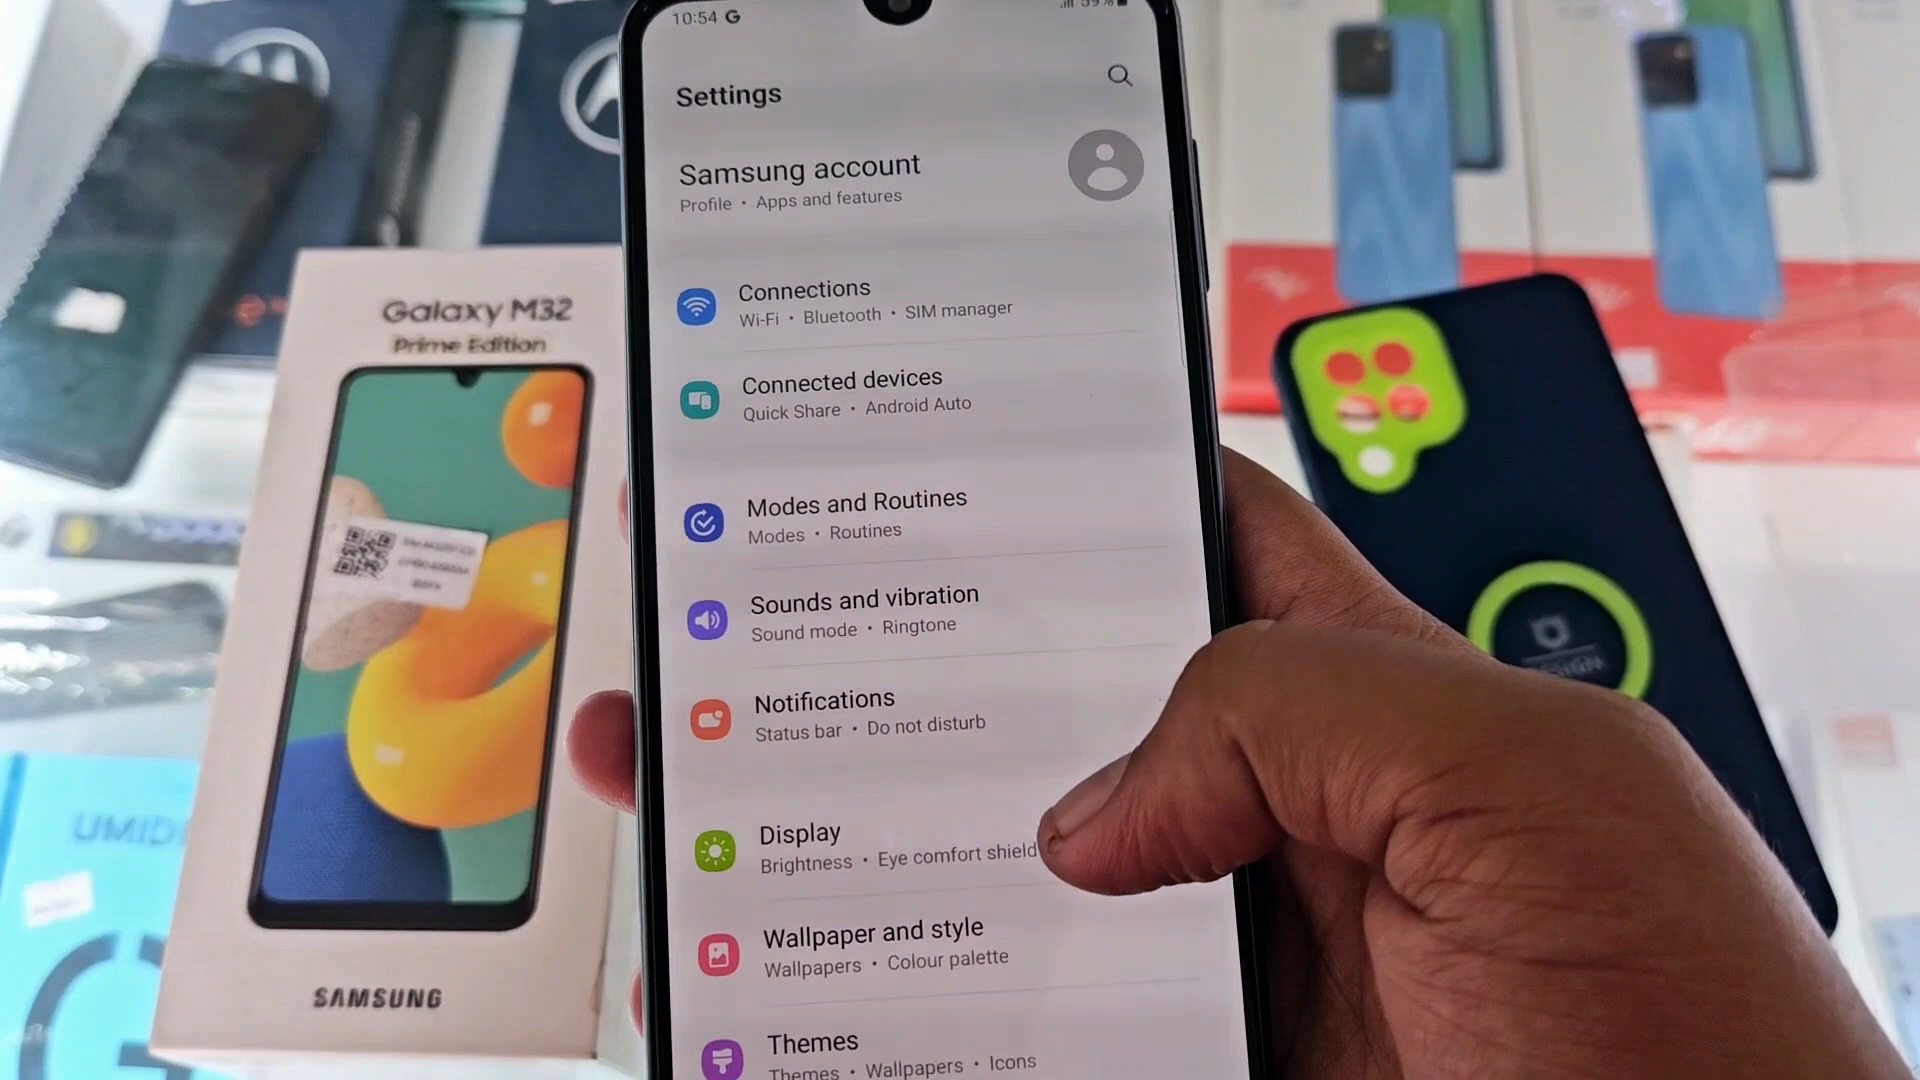 10:54 G
59%
Settings
Samsung account
Profile • Apps and features
Connections
Wi-Fi • Bluetooth • SIM manager
Connected devices
Quick Share • Android Auto
Modes and Routines
Modes • Routines
Sounds and vibration
Sound mode • Ringtone
Notifications
Status bar • Do not disturb
Display
Brightness • Eye comfort shield
Wallpaper and style
Wallpapers • Colour palette
Themes
Themes • Wallpapers • Icons
Galaxy M32
Prime Edition
SAMSUNG
UMIDI